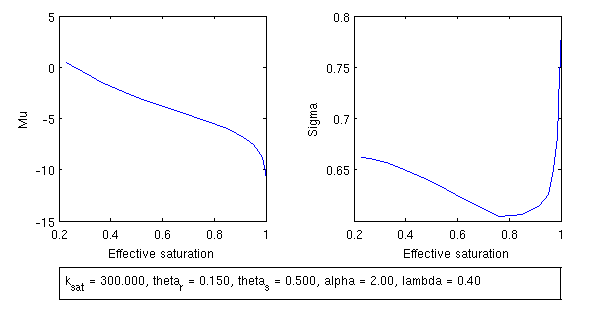 5
0
-5
-10
-15
Mu
0.2 0.4 0.6 0.8 1
Effective saturation
0.8
0.75
0.7
0.65
Sigma
0.2 0.4 0.6 0.8 1
Effective saturation
k_sat = 300.000, theta_r = 0.150, theta_s = 0.500, alpha = 2.00, lambda = 0.40